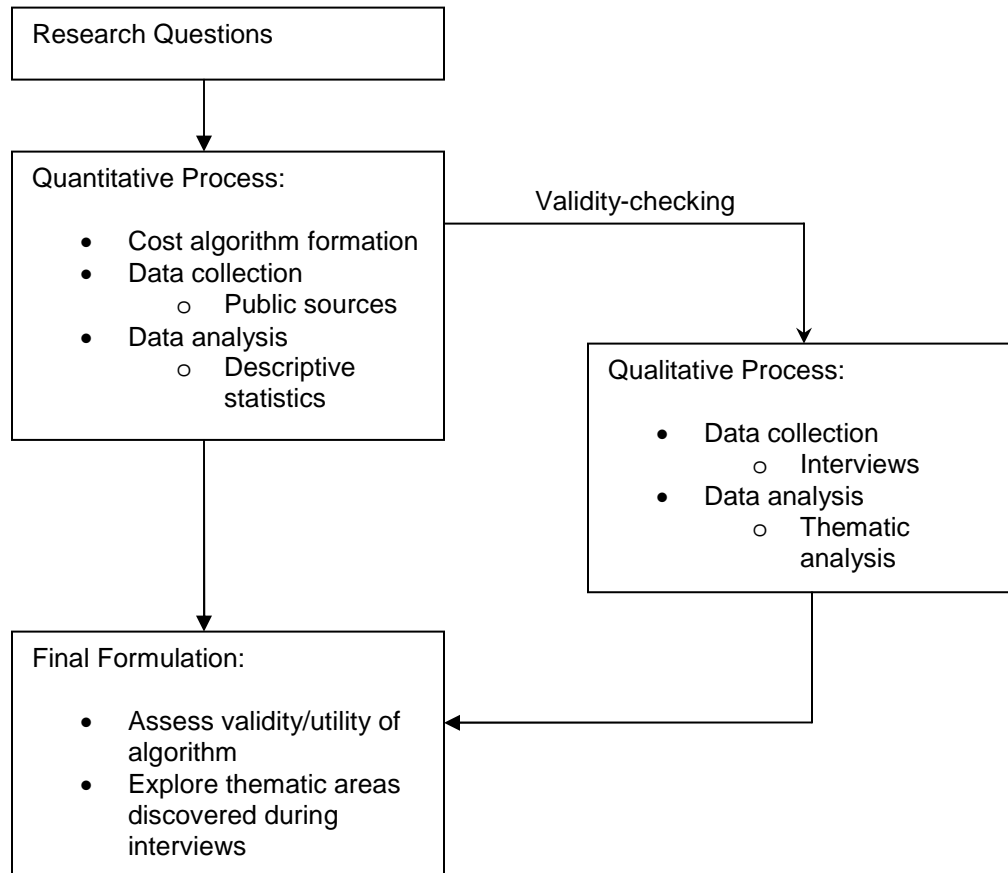 Research Questions
Quantitative Process:
• Cost algorithm formation
• Data collection
o Public sources
• Data analysis
o Descriptive
statistics
Validity-checking
Qualitative Process:
• Data collection
o Interviews
• Data analysis
o Thematic
analysis
Final Formulation:
• Assess validity/utility of
algorithm
• Explore thematic areas
discovered during
interviews